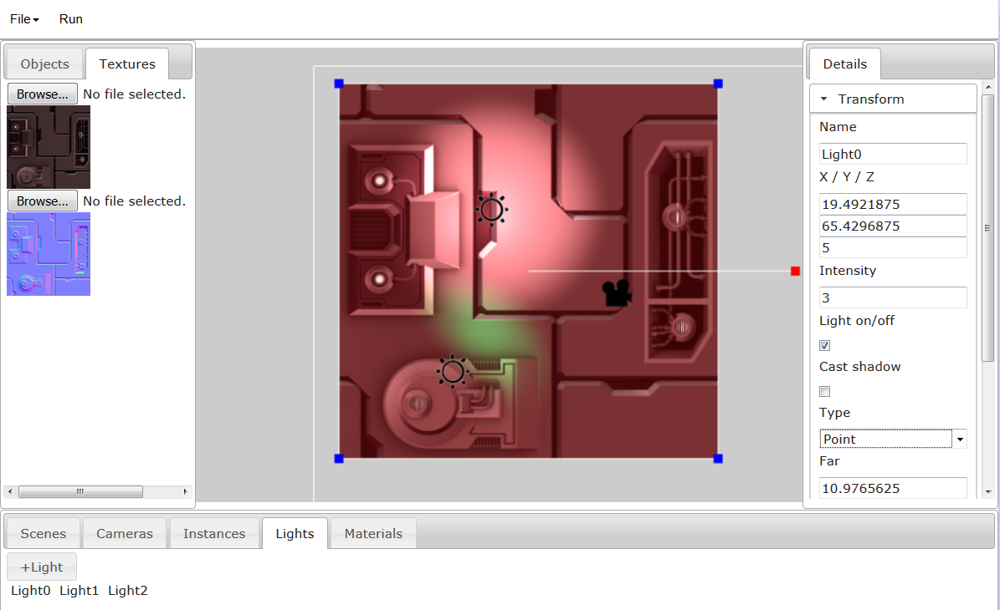 File Run
Objects Textures
Browse... No file selected.
Browse... No file selected.
Details
Transform
Name
Light0
X / Y / Z
19.4921875
65.4296875
5
Intensity
3
Light on/off
Cast shadow
Type
Point
Far
10.9765625
Scenes Cameras Instances Lights Materials
+Light
Light0 Light1 Light2